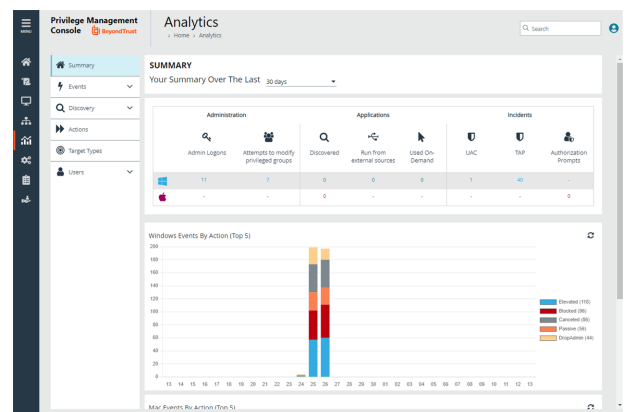 MENU
Privilege Management
Console BeyondTrust
Analytics
› Home › Analytics
Search
Summary
Events
Discovery
Actions
Target Types
Users
SUMMARY
Your Summary Over The Last 30 days
Administration Applications Incidents
Admin Logons Attempts to modify privileged groups Discovered Run from external sources Used On-Demand UAC TAP Authorization Prompts
11 7 0 0 0 1 40 -
- - 0 - - - - 0
Windows Events By Action (Top 5)
200
180
160
140
120
100
80
60
40
20
0
13 14 15 16 17 18 19 20 21 22 23 24 25 26 27 28 29 30 01 02 03 04 05 06 07 08 09 10 11 12 13
Elevated (118)
Blocked (96)
Canceled (86)
Passive (56)
DropAdmin (44)
Mac Events By Action (Top 5)